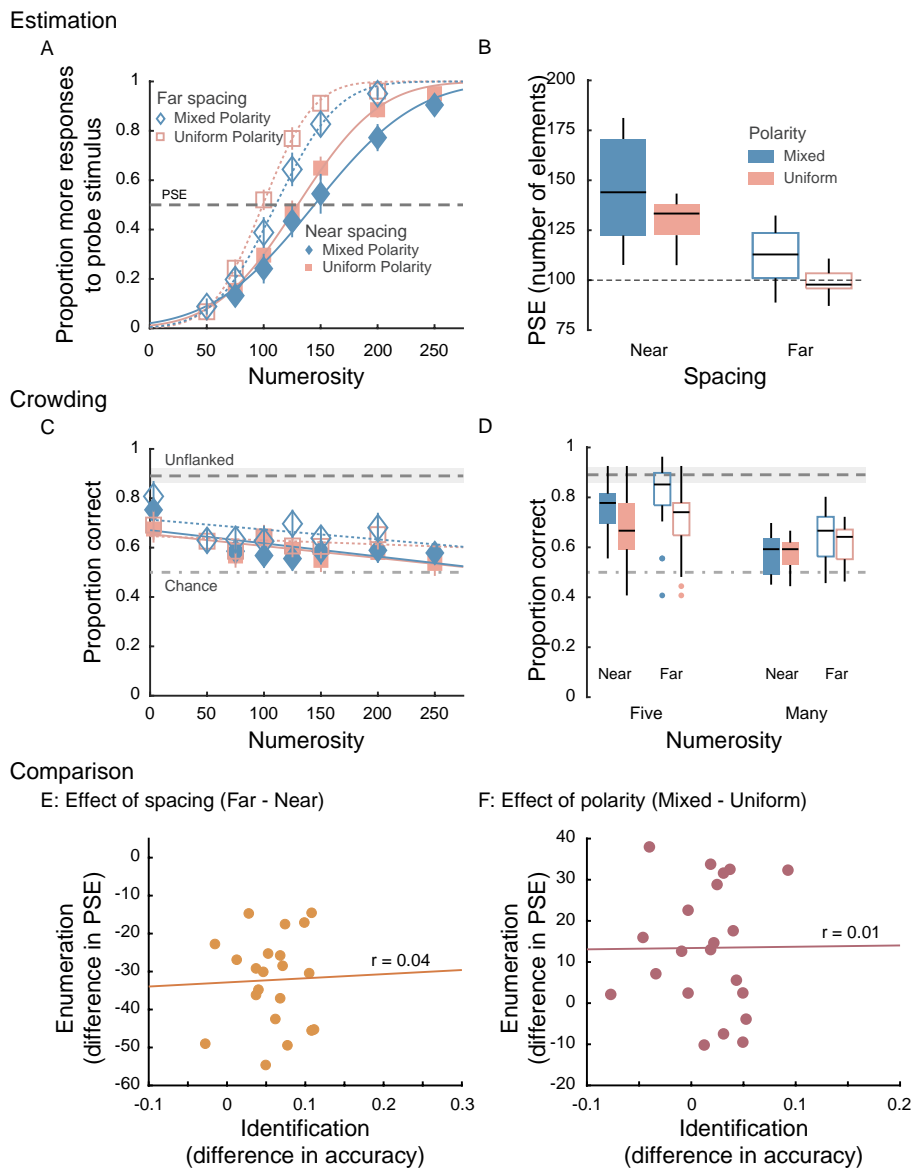 Estimation
A
Proportion more responses
to probe stimulus
1
0.8
0.6
0.4
0.2
0
Far spacing
Mixed Polarity
Uniform Polarity
PSE
Near spacing
Mixed Polarity
Uniform Polarity
0 50 100 150 200 250
Numerosity
B
PSE (number of elements)
200
175
150
125
100
75
Polarity
Mixed
Uniform
Near Far
Spacing
Crowding
C
Proportion correct
1
0.8
0.6
0.4
0.2
0
Unflanked
Chance
0 50 100 150 200 250
Numerosity
D
Proportion correct
1
0.8
0.6
0.4
0.2
0
Near Far Near Far
Five Many
Numerosity
Comparison
E: Effect of spacing (Far - Near)
Enumeration
(difference in PSE)
0
-10
-20
-30
-40
-50
-60
r = 0.04
-0.1 0 0.1 0.2 0.3
Identification
(difference in accuracy)
F: Effect of polarity (Mixed - Uniform)
Enumeration
(difference in PSE)
40
30
20
10
0
-10
-20
r = 0.01
-0.1 0 0.1 0.2
Identification
(difference in accuracy)